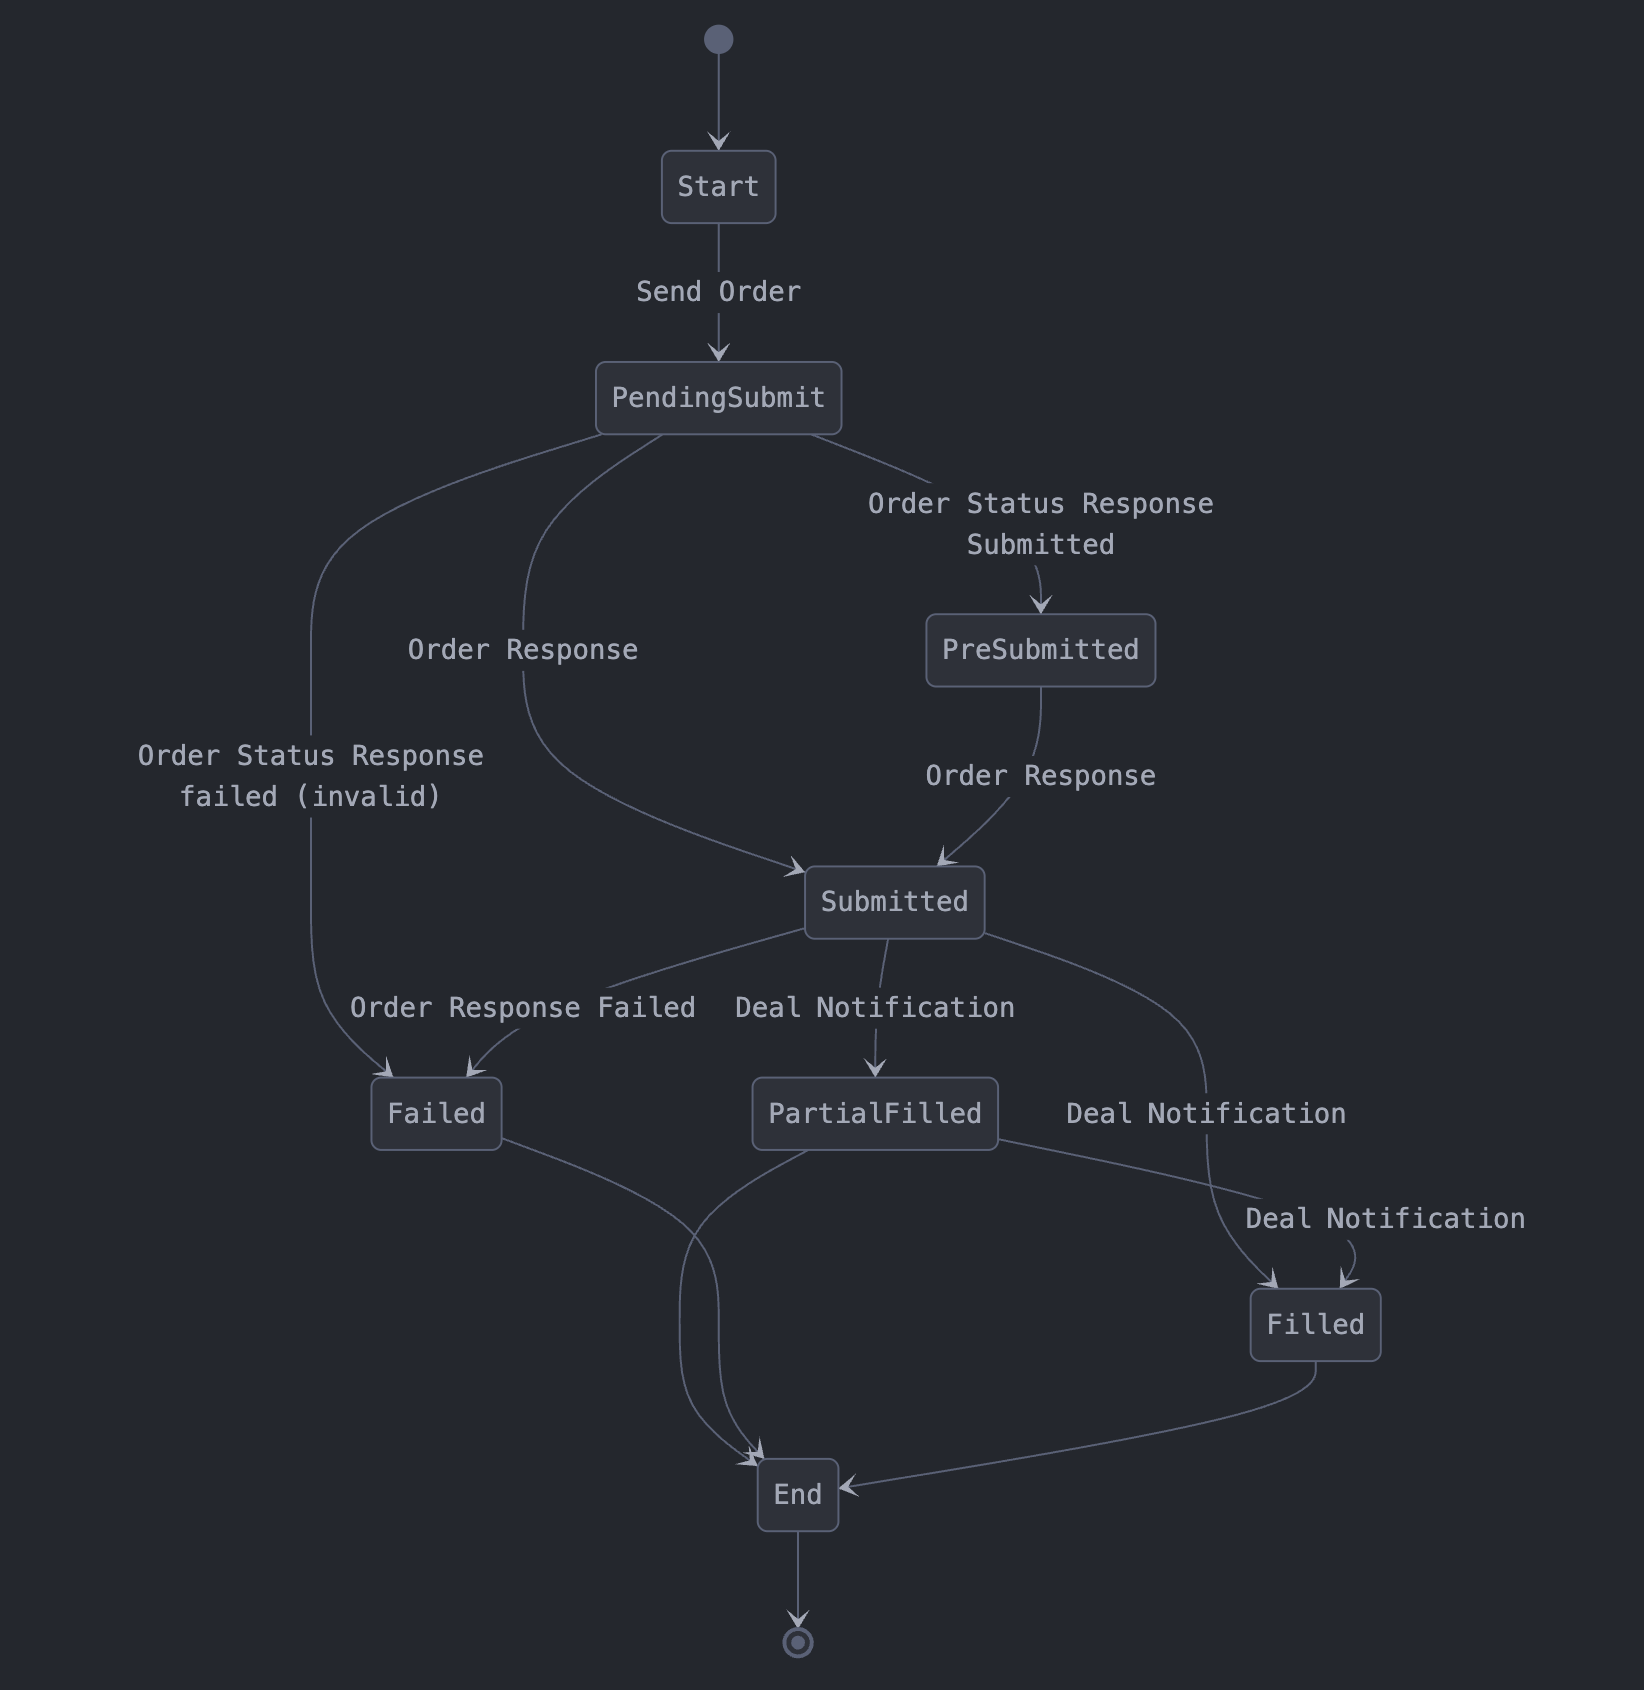 Start
Send Order
PendingSubmit
Order Status Response
Submitted
Order Response
PreSubmitted
Order Status Response
failed (invalid)
Order Response
Submitted
Order Response Failed
Deal Notification
Failed
PartialFilled
Deal Notification
Deal Notification
Filled
End